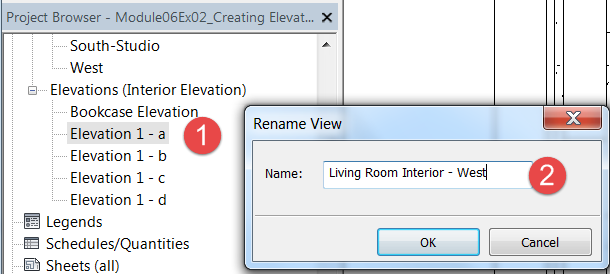 Project Browser - Module06Ex02_Creating Elevat...
South-Studio
West
Elevations (Interior Elevation)
Bookcase Elevation
Elevation 1 - a
1
Elevation 1 - b
Elevation 1 - c
Elevation 1 - d
Legends
Schedules/Quantities
Sheets (all)
Rename View
Name:
Living Room Interior - West
2
OK
Cancel